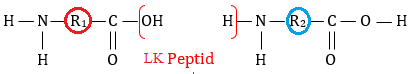 H — N — R₁ — C — OH H — N — R₂ — C — O — H
H O LK Peptid H O